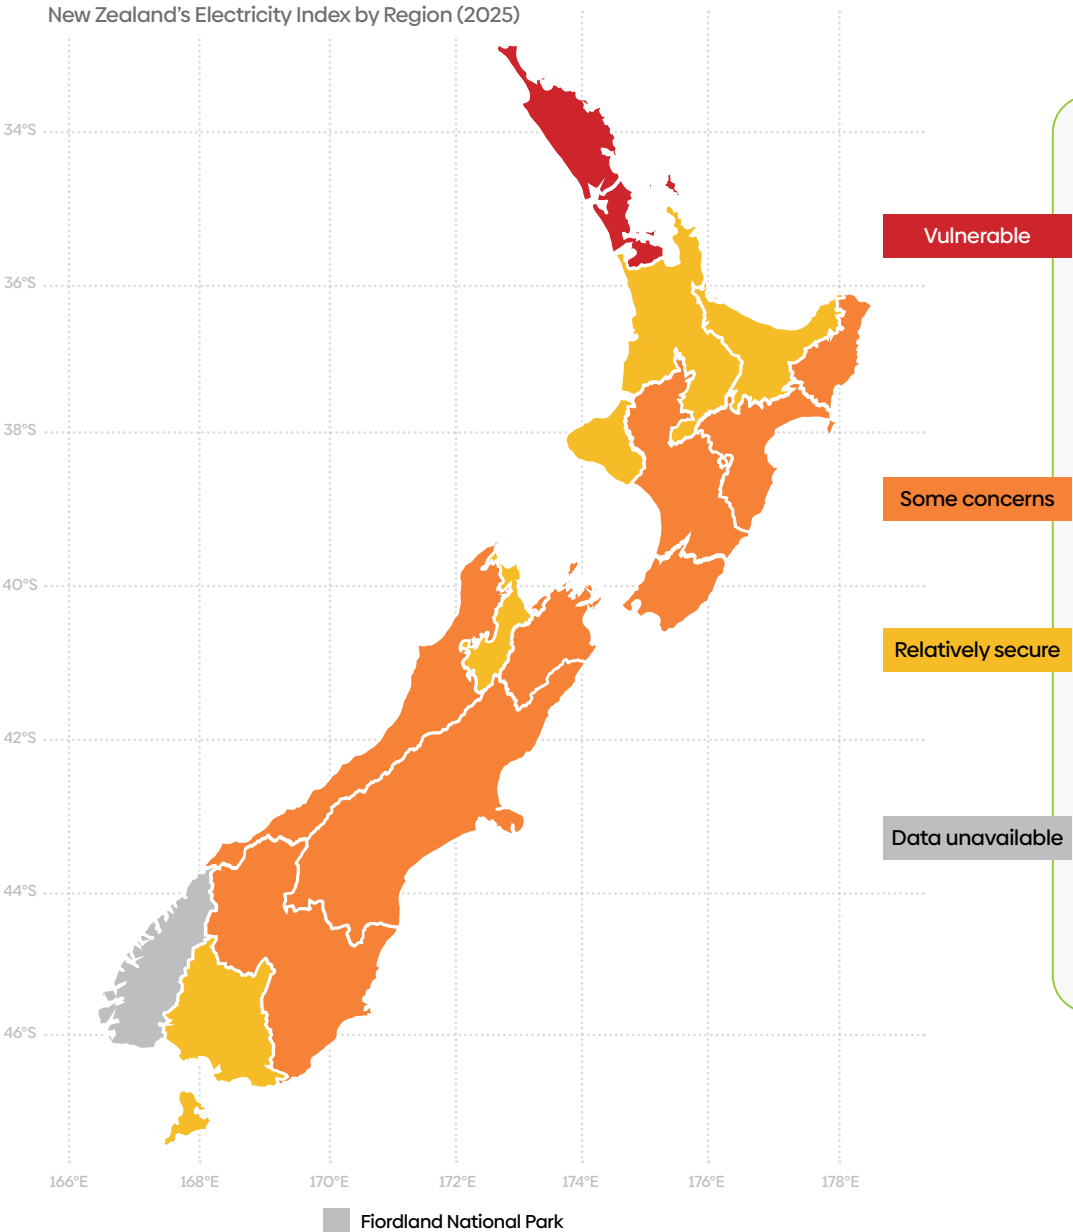 New Zealand's Electricity Index by Region (2025)
34°S
Vulnerable
36°S
38°S
Some concerns
40°S
Relatively secure
42°S
Data unavailable
44°S
46°S
166°E 168°E 170°E 172°E 174°E 176°E 178°E
Fiordland National Park